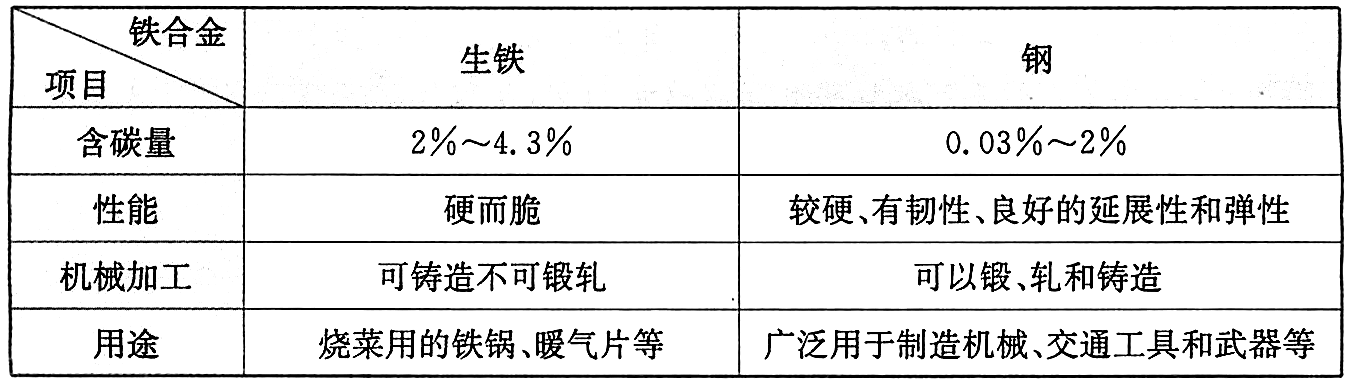 铁合金
项目
生铁
钢
含碳量
2%~4.3%
0.03%~2%
性能
硬而脆
较硬、有韧性、良好的延展性和弹性
机械加工
可铸造不可锻轧
可以锻、轧和铸造
用途
烧菜用的铁锅、暖气片等
广泛用于制造机械、交通工具和武器等